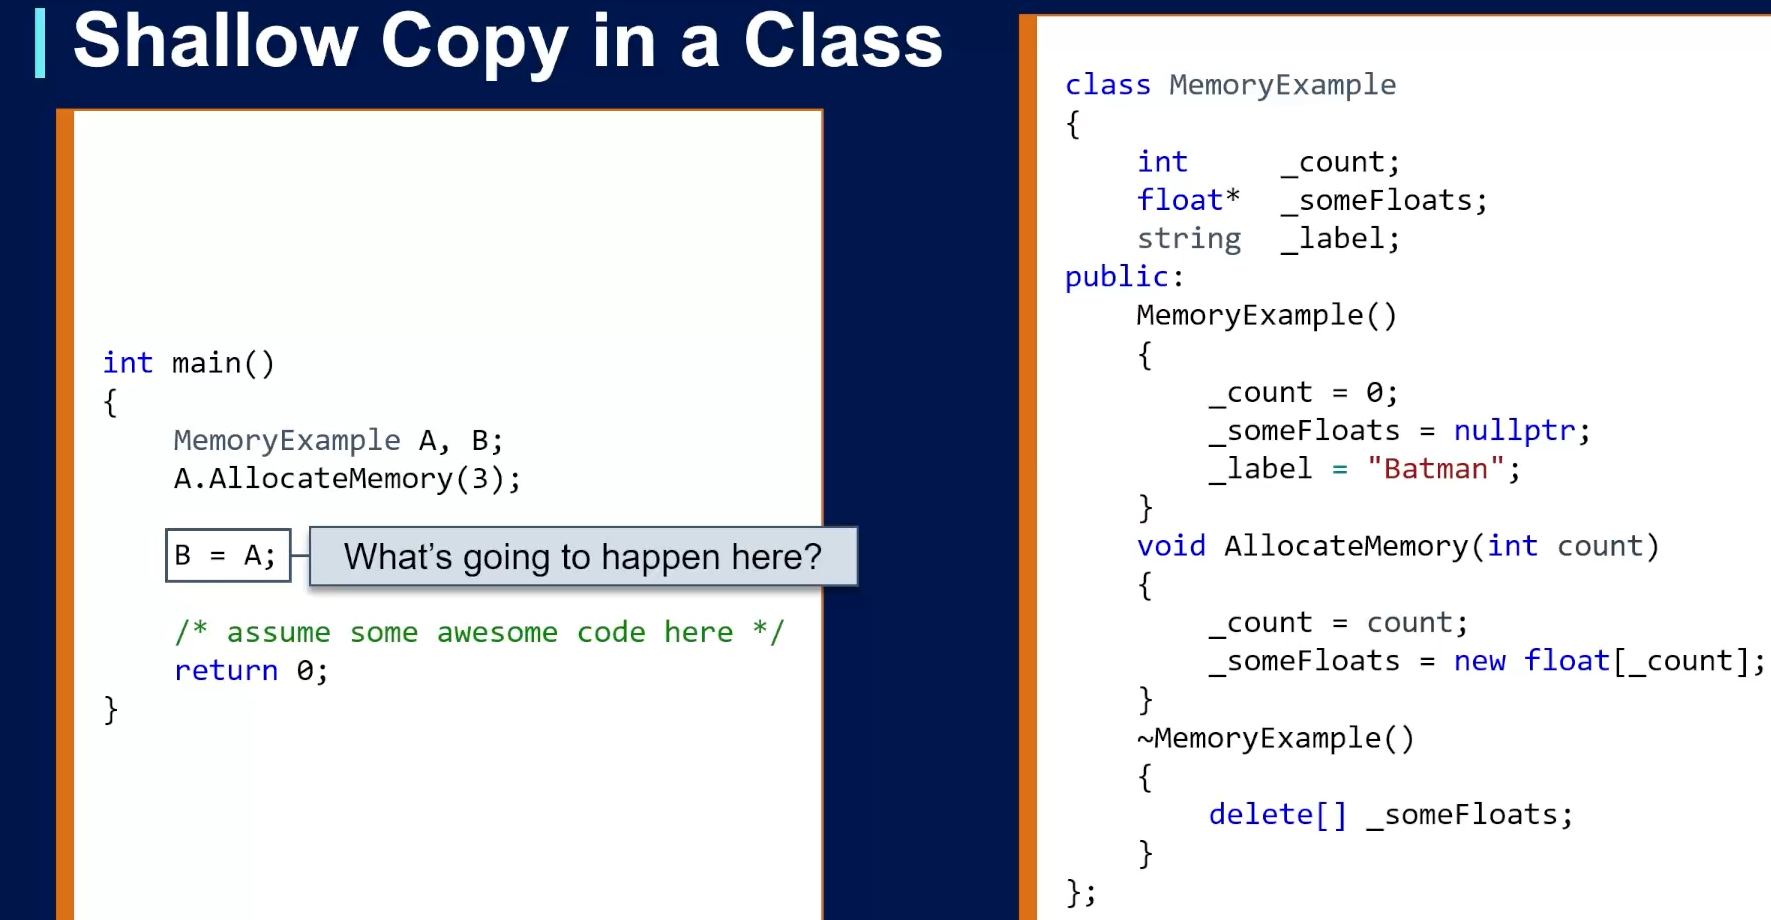 Shallow Copy in a Class
int main()
{
MemoryExample A, B;
A.AllocateMemory(3);
B = A;
What's going to happen here?
/* assume some awesome code here */
return 0;
}
class MemoryExample
{
int _count;
float* _someFloats;
string _label;
public:
MemoryExample()
{
_count = 0;
_someFloats = nullptr;
_label = "Batman";
}
void AllocateMemory(int count)
{
_count = count;
_someFloats = new float[_count];
}
~MemoryExample()
{
delete[] _someFloats;
}
};